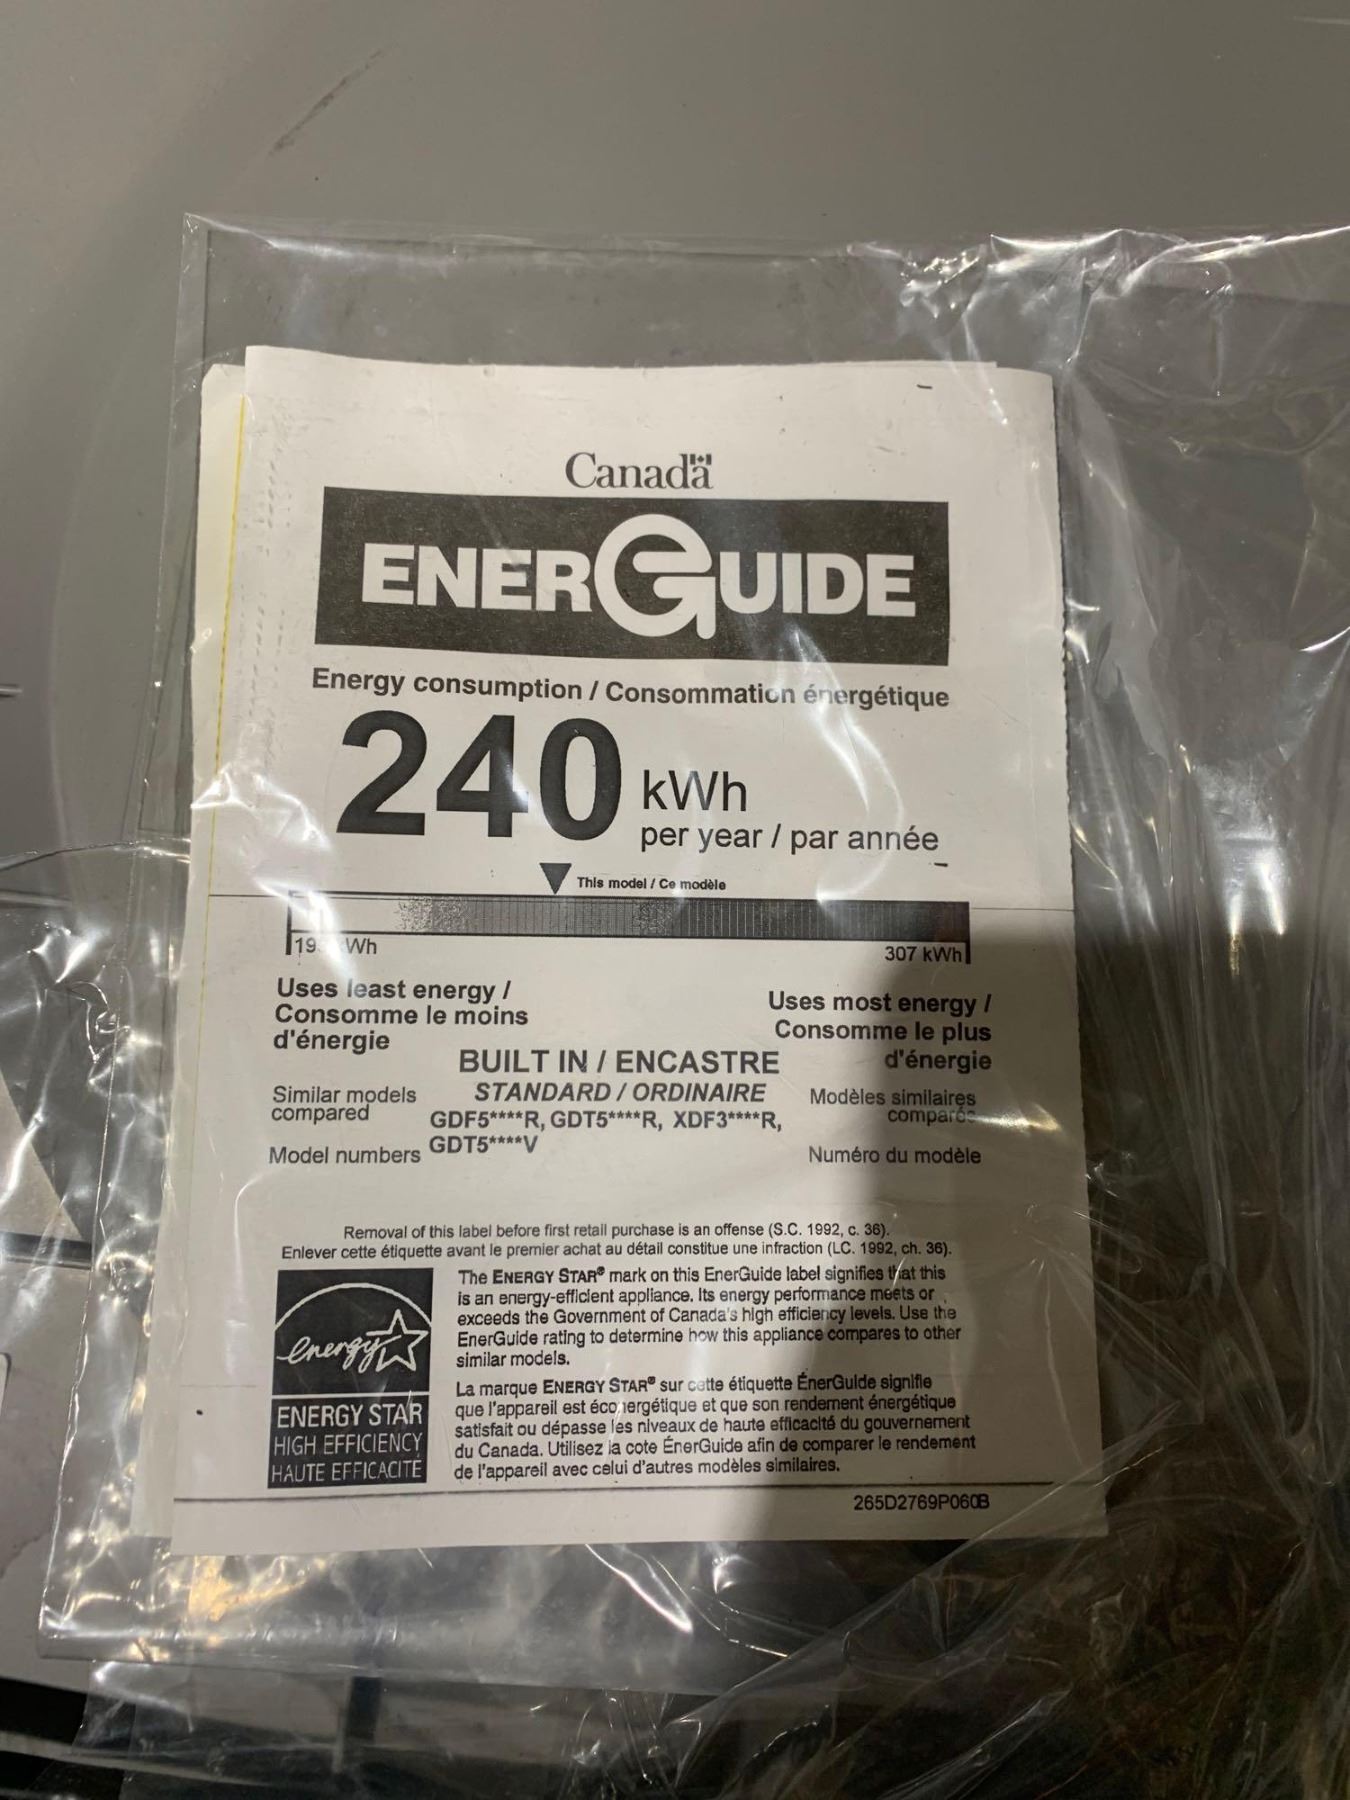 Canada
ENERGUIDE
Energy consumption / Consommation énergétique
240 kWh
per year / par année
This model / Ce modèle
307 kWh
Uses least energy /
Consomme le moins
d'énergie
Uses most energy /
Consomme le plus
d'énergie
BUILT IN / ENCASTRE
STANDARD / ORDINAIRE
Similar models
compared
Modèles similaires
comparés
GDF5****R, GDT5****R, XDF3****R,
GDT5****V
Model numbers
Numéro du modèle
Removal of this label before first retail purchase is an offense (S.C. 1992, c. 36).
Enlever cette étiquette avant le premier achat au détail constitue une infraction (LC. 1992, ch. 36).
energy
ENERGY STAR
HIGH EFFICIENCY
HAUTE EFFICACITÉ
The ENERGY STAR® mark on this EnerGuide label signifies that this
is an energy-efficient appliance. Its energy performance meets or
exceeds the Government of Canada's high efficiency levels. Use the
EnerGuide rating to determine how this appliance compares to other
similar models.
La marque ENERGY STAR® sur cette étiquette ÉnerGuide signifie
que l'appareil est éconergétique et que son rendement énergétique
satisfait ou dépasse les niveaux de haute efficacité du gouvernement
du Canada. Utilisez la cote ÉnerGuide afin de comparer le rendement
de l'appareil avec celui d'autres modèles similaires.
265D2769P060B